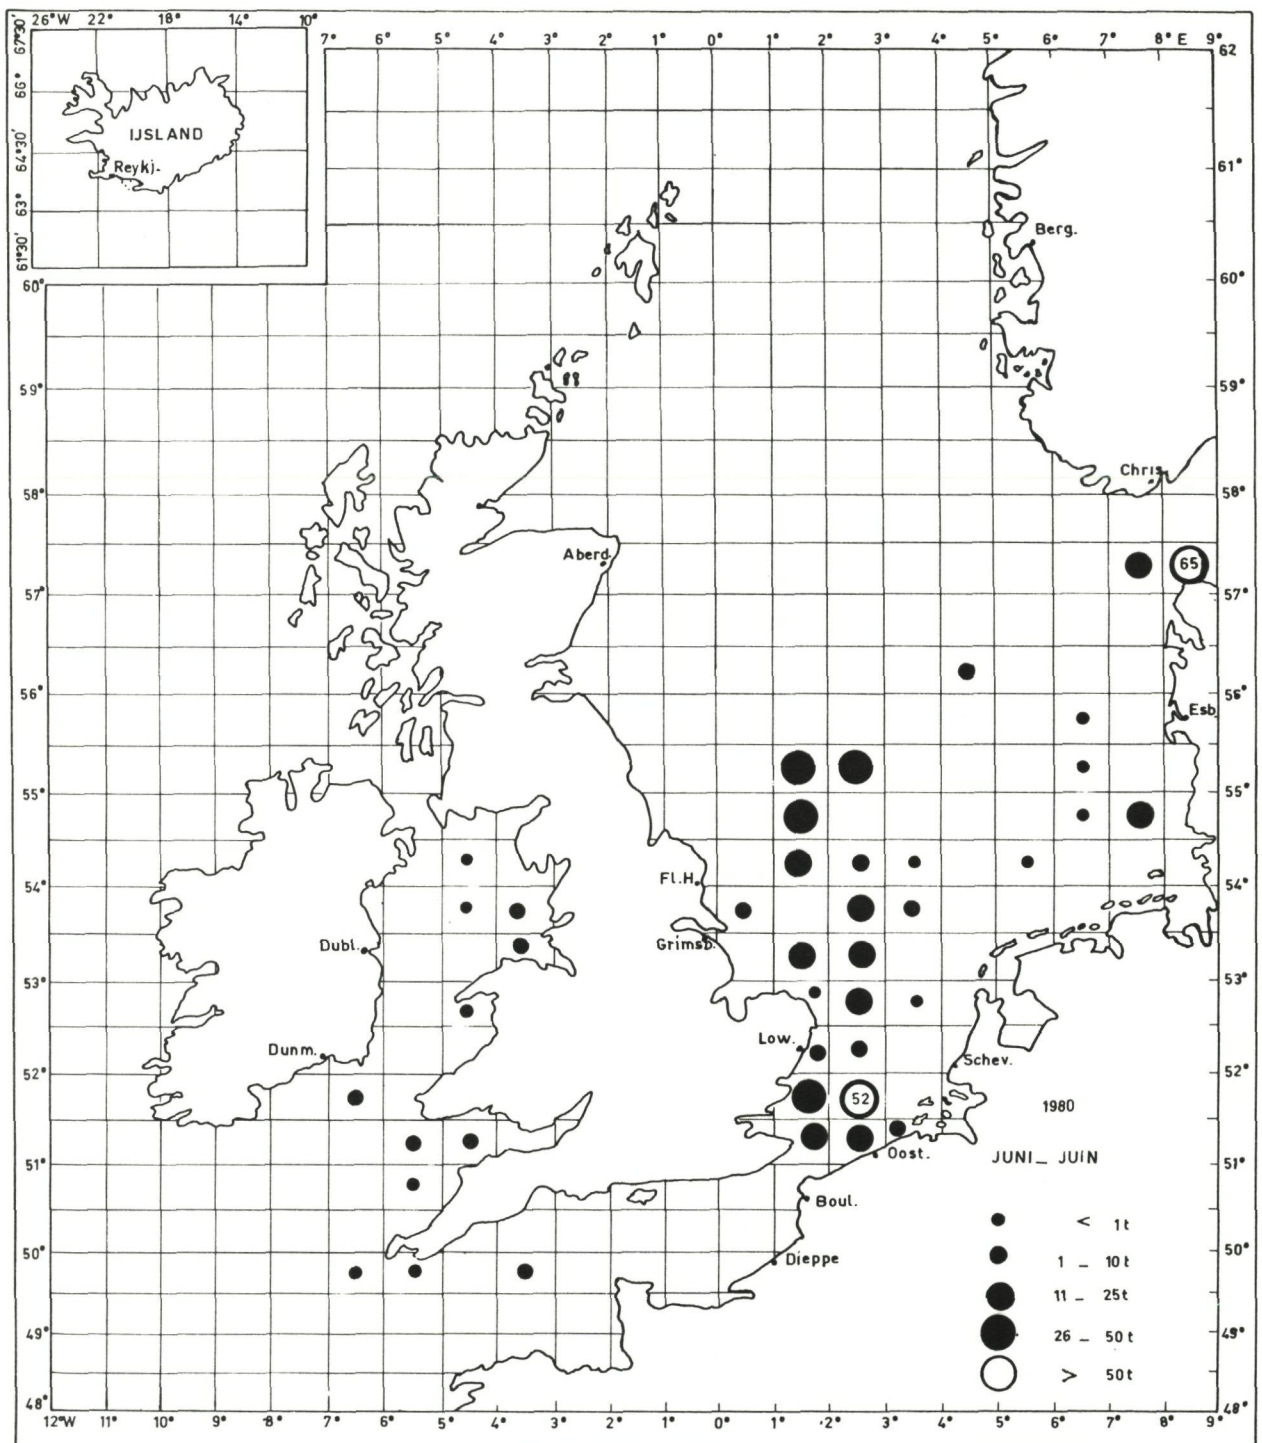 26°W 22° 18° 14° 10°
67°30'
66°
64°30'
63°
61°30'
IJSLAND
Reykj.
7° 6° 5° 4° 3° 2° 1° 0° 1° 2° 3° 4° 5° 6° 7° 8° E 9°
62
61°
Berg.
60° 60°
59° 59°
Chris.
58° 58°
Aberd.
65
57° 57°
56° 56°
Esb.
55° 55°
54° 54°
Fl.H.
Dubl.
Grimsb.
53° 53°
Low.
Dunm.
Schev.
52° 52°
52
1980
Oost.
JUNI_ JUIN
51° 51°
Boul.
< 1t
50° 50°
Dieppe
1 _ 10t
11 _ 25t
49° 49°
26 _ 50t
> 50t
48° 48°
12°W 11° 10° 9° 8° 7° 6° 5° 4° 3° 2° 1° 0° 1° 2° 3° 4° 5° 6° 7° 8° 9°